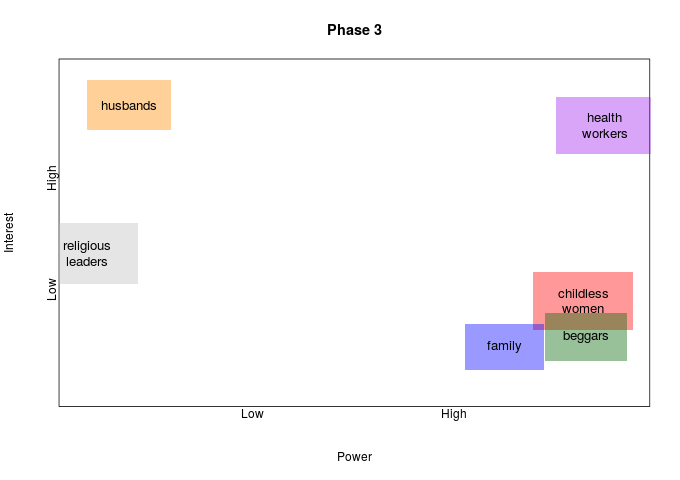 Phase 3
husbands
health
workers
High
Interest
religious
leaders
Low
childless
women
beggars
family
Low
High
Power